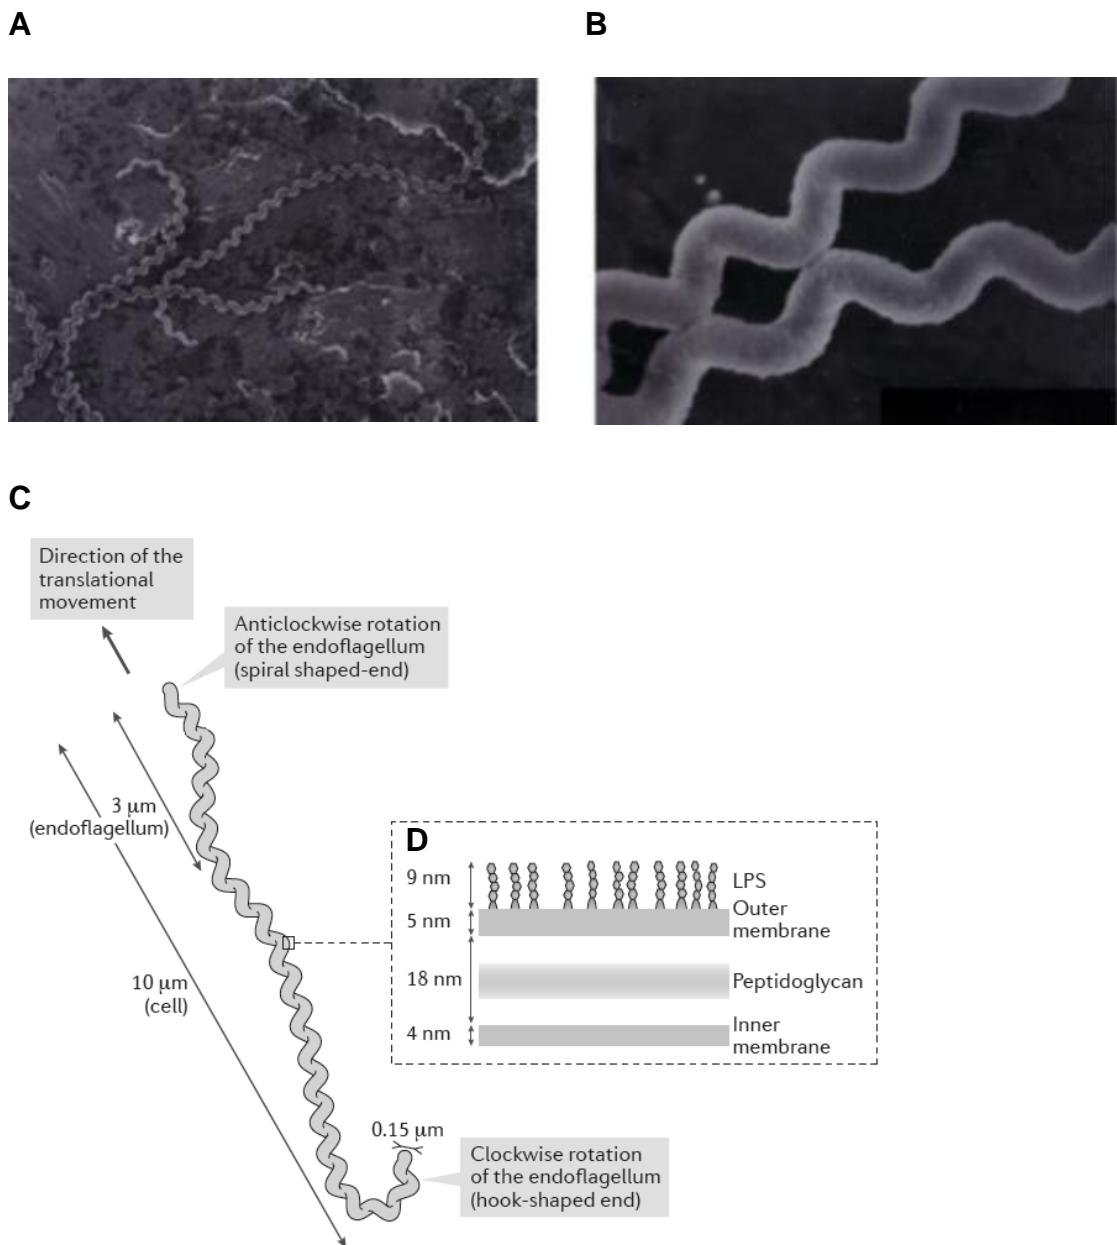 A
B
C
Direction of the
translational
movement
Anticlockwise rotation
of the endoflagellum
(spiral shaped-end)
3 μm
(endoflagellum)
10 μm
(cell)
D
9 nm
LPS
5 nm
Outer
membrane
18 nm
Peptidoglycan
4 nm
Inner
membrane
0.15 μm
Clockwise rotation
of the endoflagellum
(hook-shaped end)